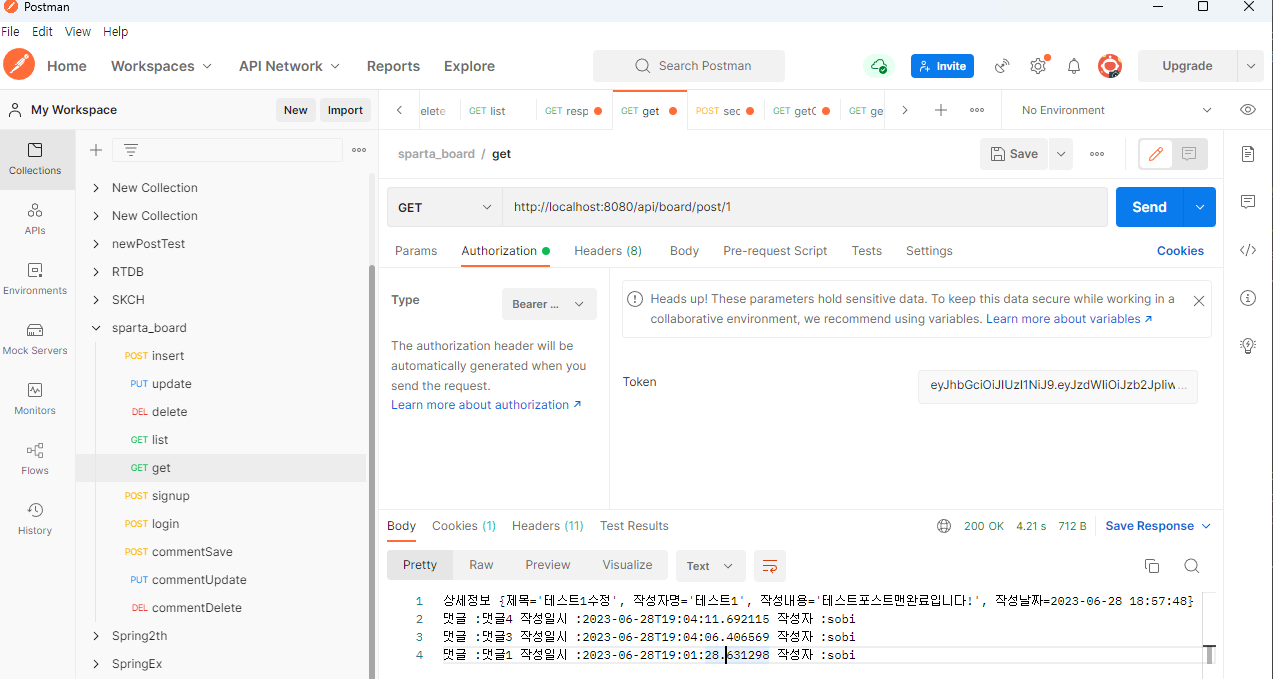 Postman
File Edit View Help
Home Workspaces API Network Reports Explore Search Postman Invite Upgrade
My Workspace New Import
elete GET list GET resp GET get POST sec GET getC GET ge No Environment
Collections
APIs
Environments
Mock Servers
Monitors
Flows
History
New Collection
New Collection
newPostTest
RTDB
SKCH
sparta_board
POST insert
PUT update
DEL delete
GET list
GET get
POST signup
POST login
POST commentSave
PUT commentUpdate
DEL commentDelete
Spring2th
SpringEx
sparta_board / get Save
GET http://localhost:8080/api/board/post/1 Send
Params Authorization Headers (8) Body Pre-request Script Tests Settings Cookies
Type Bearer ...
The authorization header will be
automatically generated when you
send the request.
Learn more about authorization ↗
Heads up! These parameters hold sensitive data. To keep this data secure while working in a
collaborative environment, we recommend using variables. Learn more about variables ↗
Token eyJhbGciOiJIUzI1NiJ9.eyJzdWIiOiJzb2JpIiw...
Body Cookies (1) Headers (11) Test Results 200 OK 4.21 s 712 B Save Response
Pretty Raw Preview Visualize Text
1 상세정보 {제목='테스트1수정', 작성자명='테스트1', 작성내용='테스트포스트맨완료입니다!', 작성날짜=2023-06-28 18:57:48}
2 댓글 :댓글4 작성일시 :2023-06-28T19:04:11.692115 작성자 :sobi
3 댓글 :댓글3 작성일시 :2023-06-28T19:04:06.406569 작성자 :sobi
4 댓글 :댓글1 작성일시 :2023-06-28T19:01:28.631298 작성자 :sobi